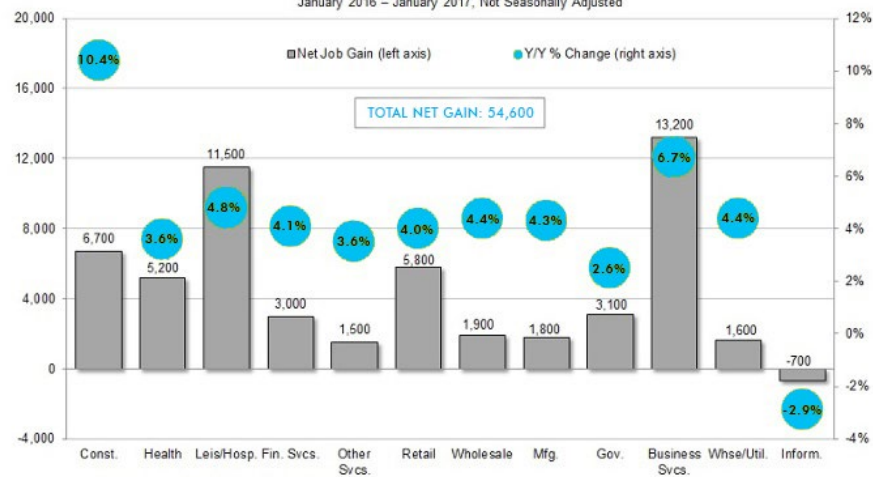 January 2016 – January 2017, Not Seasonally Adjusted
20,000
16,000
12,000
8,000
4,000
0
-4,000
12%
10%
8%
6%
4%
2%
0%
-2%
-4%
Net Job Gain (left axis)
Y/Y % Change (right axis)
TOTAL NET GAIN: 54,600
10.4%
3.6%
4.8%
4.1%
3.6%
4.0%
4.4%
4.3%
2.6%
6.7%
4.4%
-2.9%
6,700
5,200
11,500
3,000
1,500
5,800
1,900
1,800
3,100
13,200
1,600
-700
Const.
Health
Leis/Hosp.
Fin. Svcs.
Other
Svcs.
Retail
Wholesale
Mfg.
Gov.
Business
Svcs.
Whse/Util.
Inform.